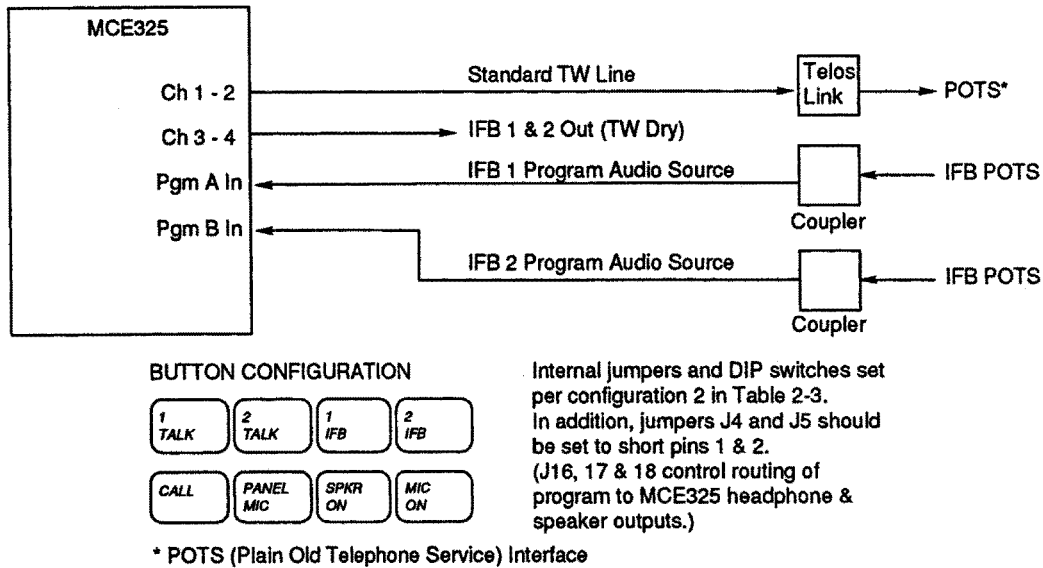 MCE325
Ch 1 - 2
Standard TW Line
Telos
Link
POTS*
Ch 3 - 4
IFB 1 & 2 Out (TW Dry)
Pgm A In
IFB 1 Program Audio Source
IFB POTS
Coupler
Pgm B In
IFB 2 Program Audio Source
IFB POTS
Coupler
BUTTON CONFIGURATION
1
TALK
2
TALK
1
IFB
2
IFB
CALL
PANEL
MIC
SPKR
ON
MIC
ON
Internal jumpers and DIP switches set
per configuration 2 in Table 2-3.
In addition, jumpers J4 and J5 should
be set to short pins 1 & 2.
(J16, 17 & 18 control routing of
program to MCE325 headphone &
speaker outputs.)
* POTS (Plain Old Telephone Service) Interface